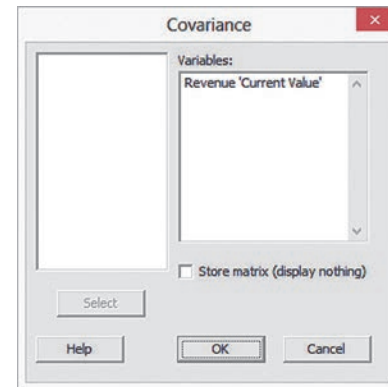 Covariance
Variables:
Revenue 'Current Value'
Store matrix (display nothing)
Select
Help
OK
Cancel